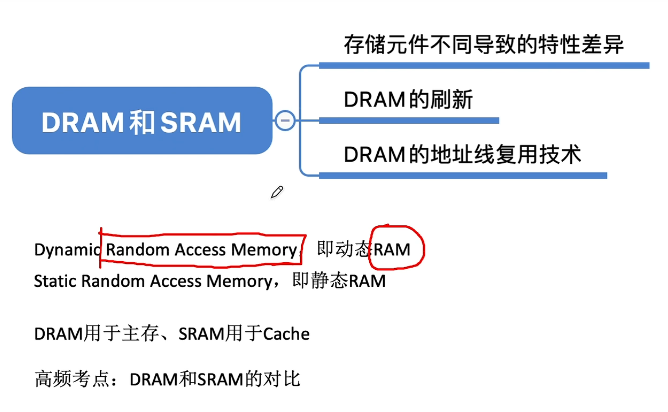 DRAM和SRAM
存储元件不同导致的特性差异
DRAM的刷新
DRAM的地址线复用技术
Dynamic Random Access Memory，即动态RAM
Static Random Access Memory，即静态RAM
DRAM用于主存、SRAM用于Cache
高频考点：DRAM和SRAM的对比